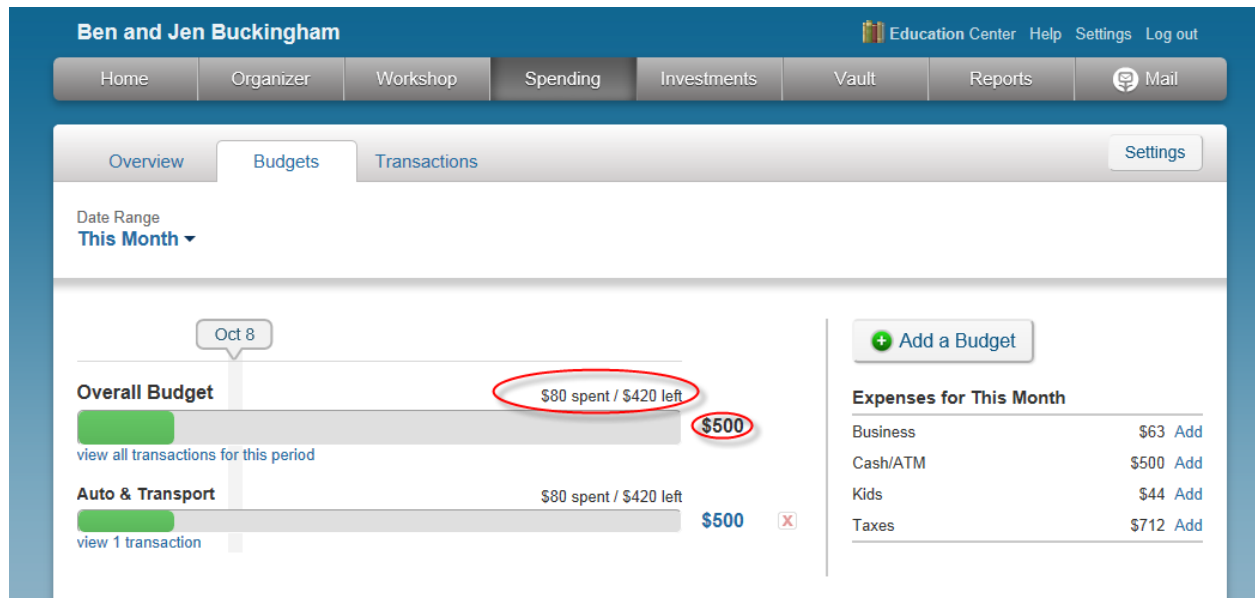 Ben and Jen Buckingham
Education Center Help Settings Log out
Home Organizer Workshop Spending Investments Vault Reports Mail
Overview Budgets Transactions Settings
Date Range
This Month
Oct 8
Overall Budget
$80 spent / $420 left
$500
view all transactions for this period
Auto & Transport
$80 spent / $420 left
$500 X
view 1 transaction
Add a Budget
Expenses for This Month
Business $63 Add
Cash/ATM $500 Add
Kids $44 Add
Taxes $712 Add